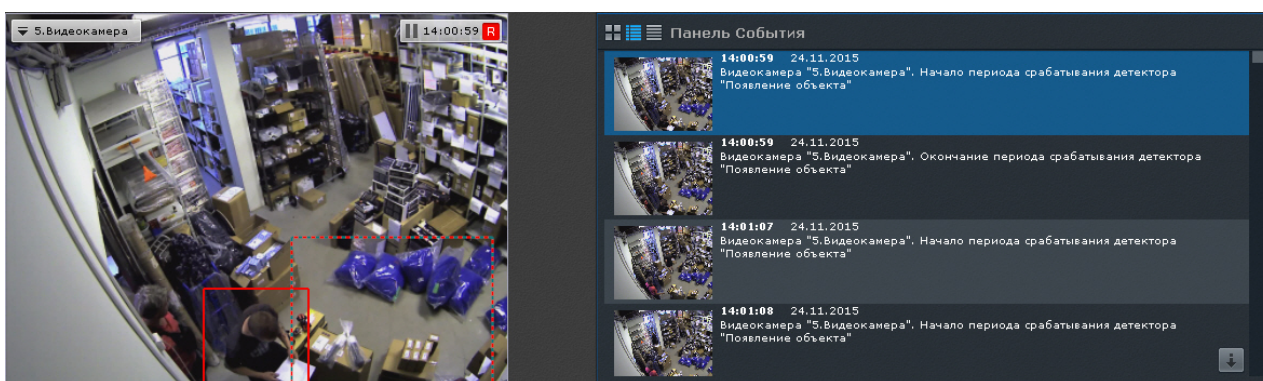 5.Видеокамера
14:00:59 R
Панель События
14:00:59 24.11.2015
Видеокамера "5.Видеокамера". Начало периода срабатывания детектора
"Появление объекта"
14:00:59 24.11.2015
Видеокамера "5.Видеокамера". Окончание периода срабатывания детектора
"Появление объекта"
14:01:07 24.11.2015
Видеокамера "5.Видеокамера". Начало периода срабатывания детектора
"Появление объекта"
14:01:08 24.11.2015
Видеокамера "5.Видеокамера". Начало периода срабатывания детектора
"Появление объекта"